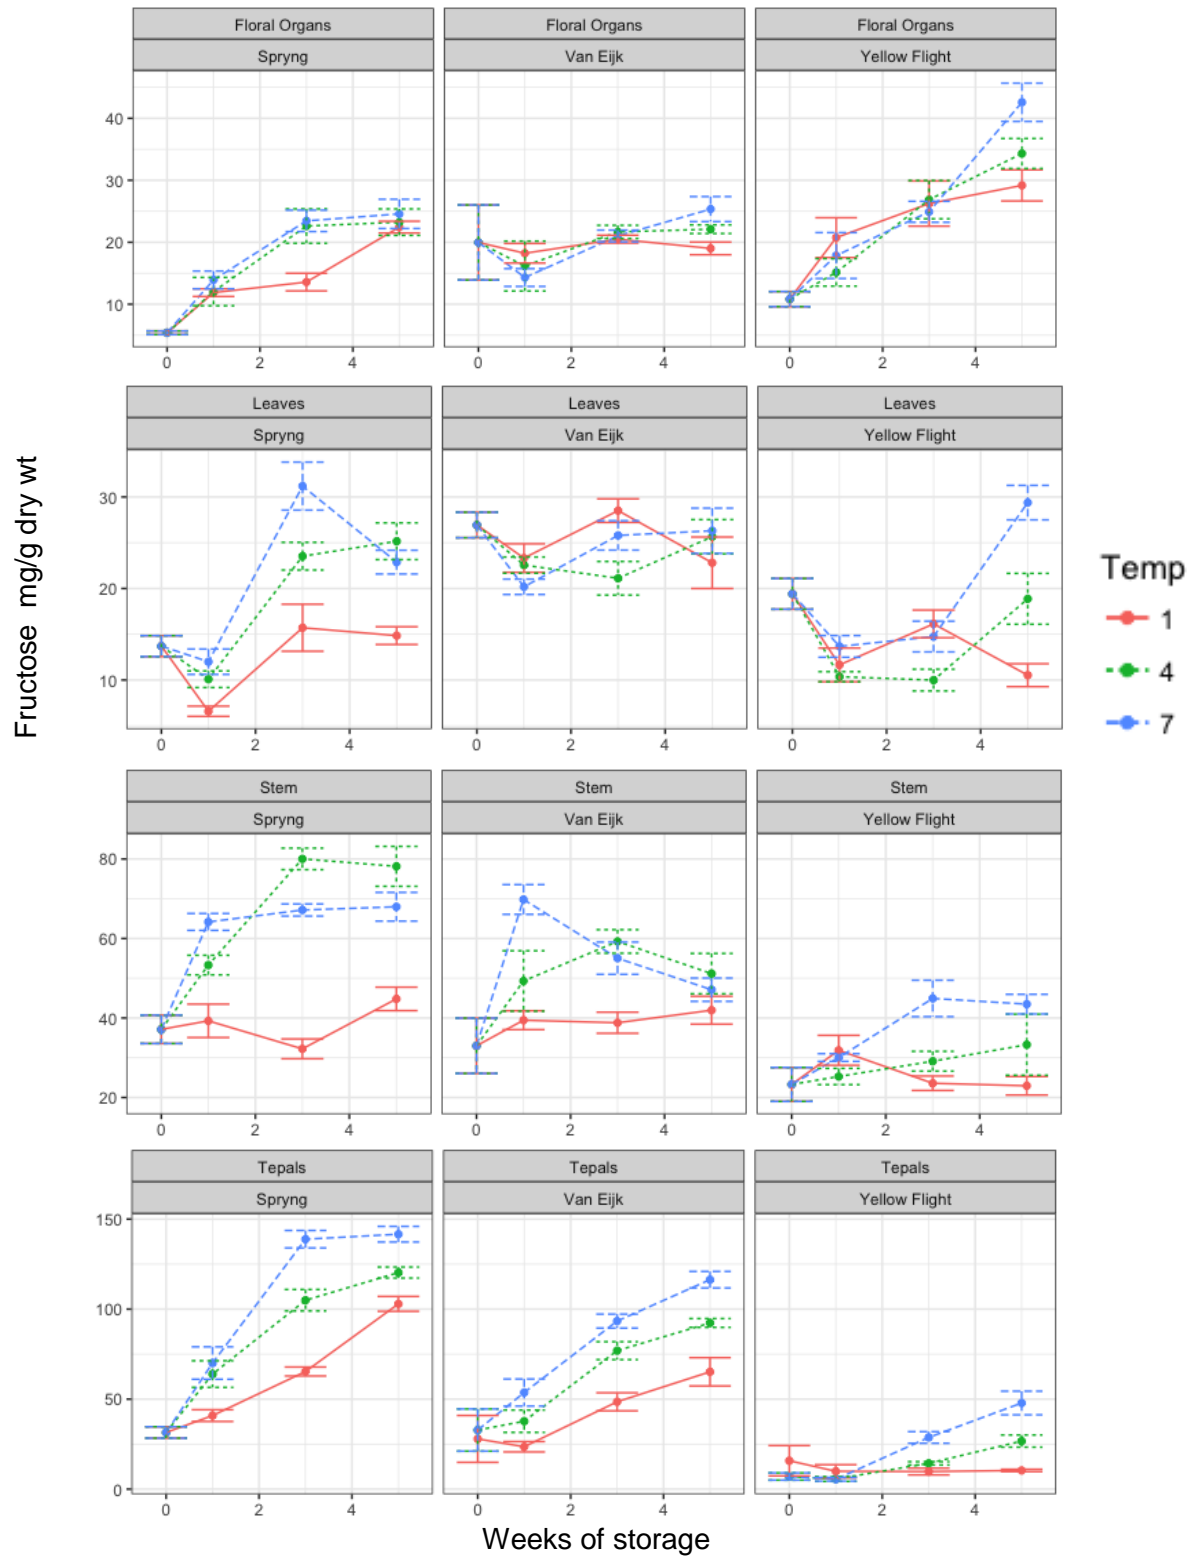 Floral Organs Floral Organs Floral Organs
Spryng Van Eijk Yellow Flight
40
30
20
10
0 2 4 0 2 4 0 2 4
Leaves Leaves Leaves
Spryng Van Eijk Yellow Flight
30
20
10
0 2 4 0 2 4 0 2 4
Stem Stem Stem
Spryng Van Eijk Yellow Flight
80
60
40
20
0 2 4 0 2 4 0 2 4
Tepals Tepals Tepals
Spryng Van Eijk Yellow Flight
150
100
50
0
0 2 4 0 2 4 0 2 4
Weeks of storage
Fructose mg/g dry wt
Temp
1
4
7